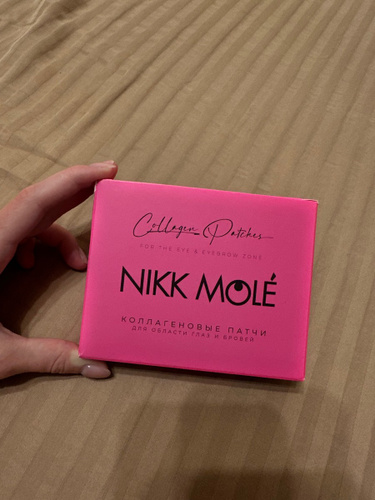 Collagen Patches
FOR THE EYE & EYEBROW ZONE
NIKK MOLÉ
КОЛЛАГЕНОВЫЕ ПАТЧИ
ДЛЯ ОБЛАСТИ ГЛАЗ И БРОВЕЙ